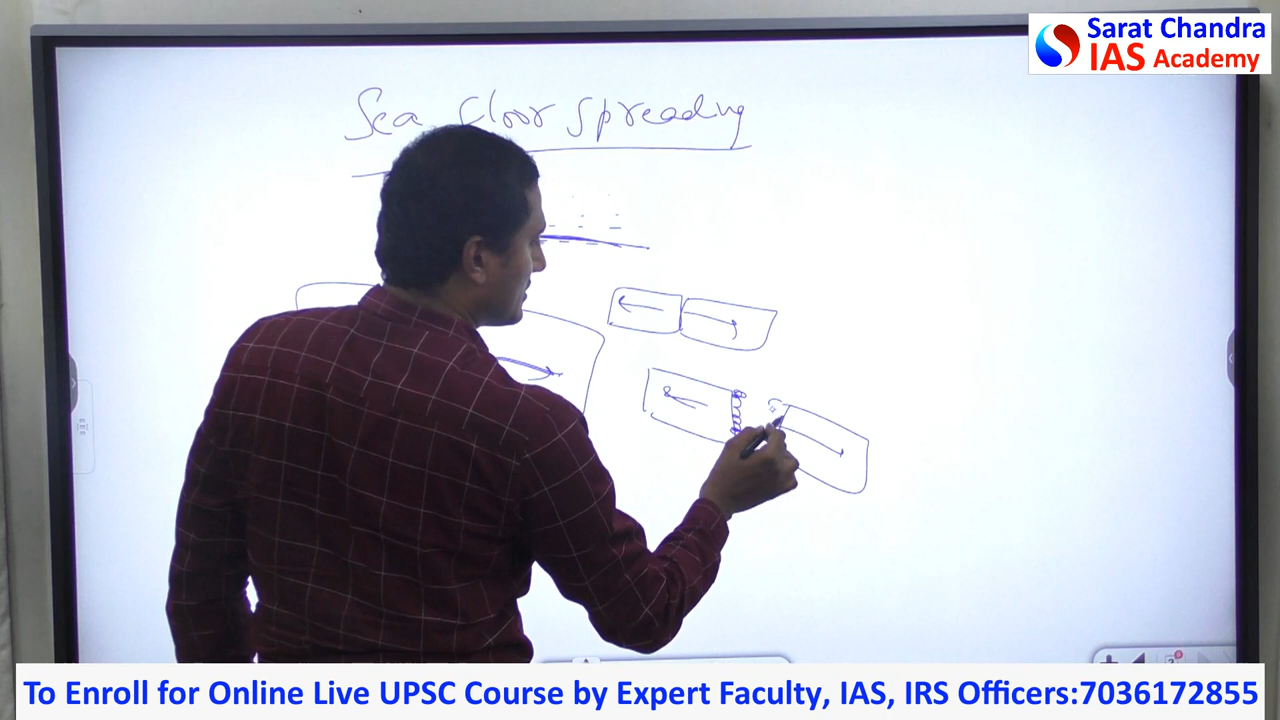 Sarat Chandra
IAS Academy
Sea floor spreading
To Enroll for Online Live UPSC Course by Expert Faculty, IAS, IRS Officers:7036172855